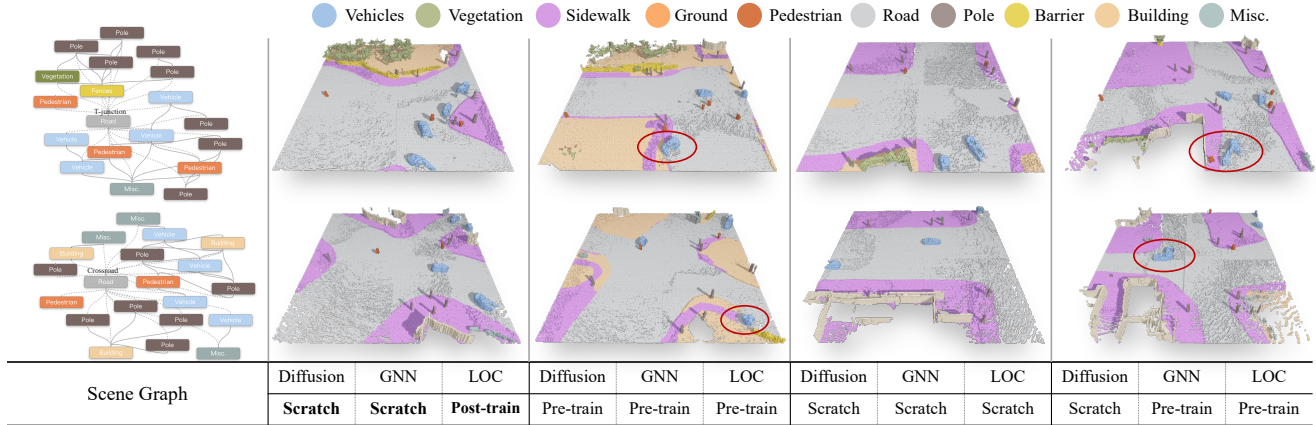 Vehicles Vegetation Sidewalk Ground Pedestrian Road Pole Barrier Building Misc.
Pole
Pole
Pole
Pole
Vegetation
Pole
Fences
Pedestrian
Vehicle
T-junction
Road
Pole
Vehicle
Vehicle
Pole
Pedestrian
Vehicle
Pedestrian
Misc.
Pole
Misc.
Misc.
Vehicle
Building
Building
Pole
Pole
Vehicle
Crossroad
Road
Pedestrian
Pole
Pedestrian
Pole
Vehicle
Pole
Pole
Vehicle
Pole
Building
Misc.
Scene Graph
Diffusion GNN LOC Diffusion GNN LOC Diffusion GNN LOC Diffusion GNN LOC
Scratch Scratch Post-train Pre-train Pre-train Pre-train Scratch Scratch Scratch Scratch Pre-train Pre-train